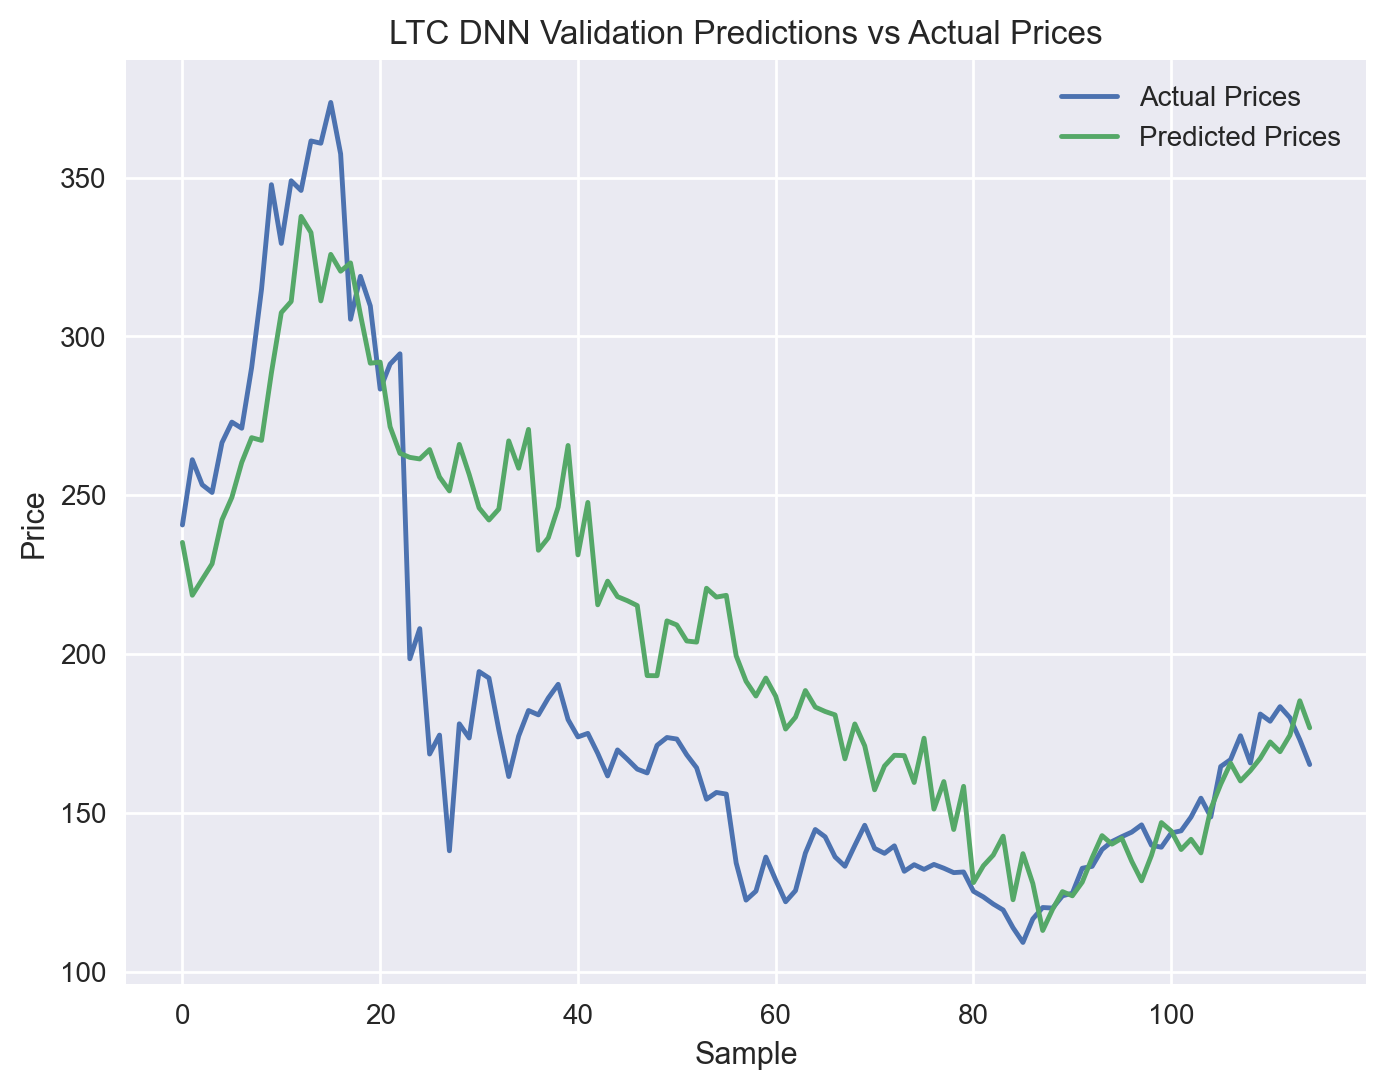 LTC DNN Validation Predictions vs Actual Prices
Actual Prices
Predicted Prices
Price
350
300
250
200
150
100
0 20 40 60 80 100
Sample